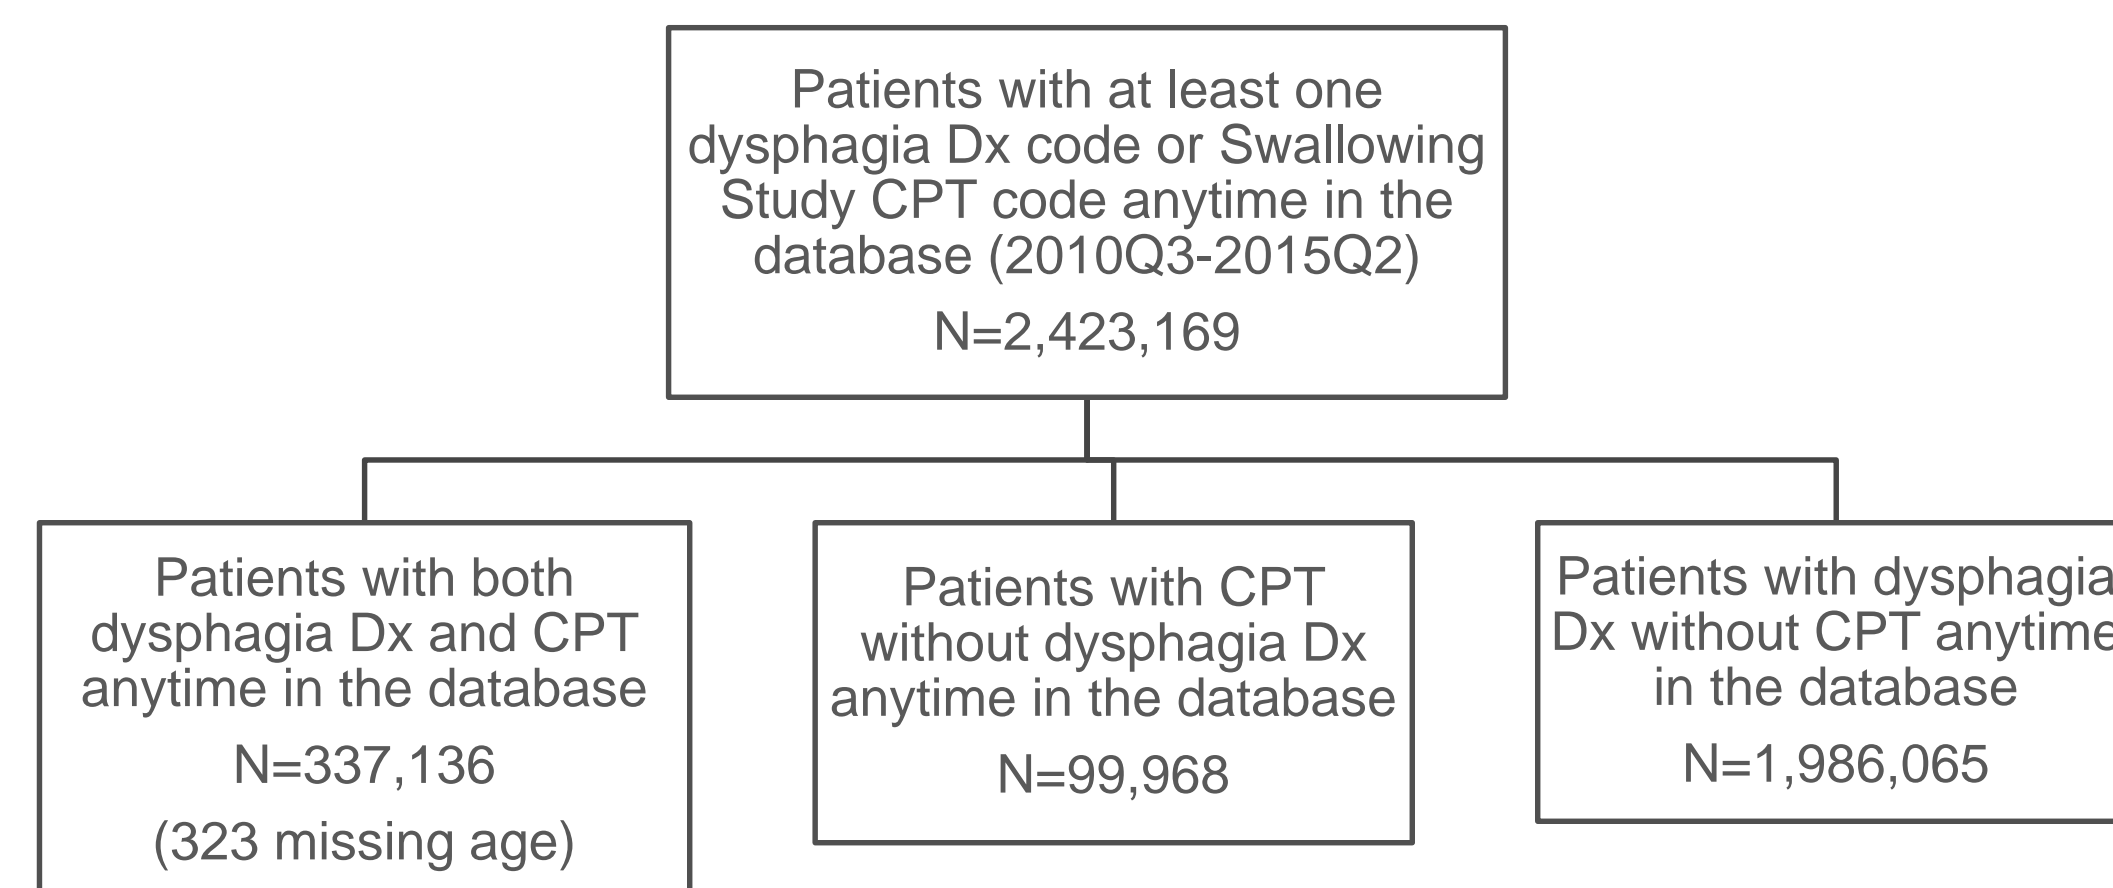 Patients with at least one
dysphagia Dx code or Swallowing
Study CPT code anytime in the
database (2010Q3-2015Q2)
N=2,423,169
Patients with both
dysphagia Dx and CPT
anytime in the database
N=337,136
(323 missing age)
Patients with CPT
without dysphagia Dx
anytime in the database
N=99,968
Patients with dysphagia
Dx without CPT anytime
in the database
N=1,986,065